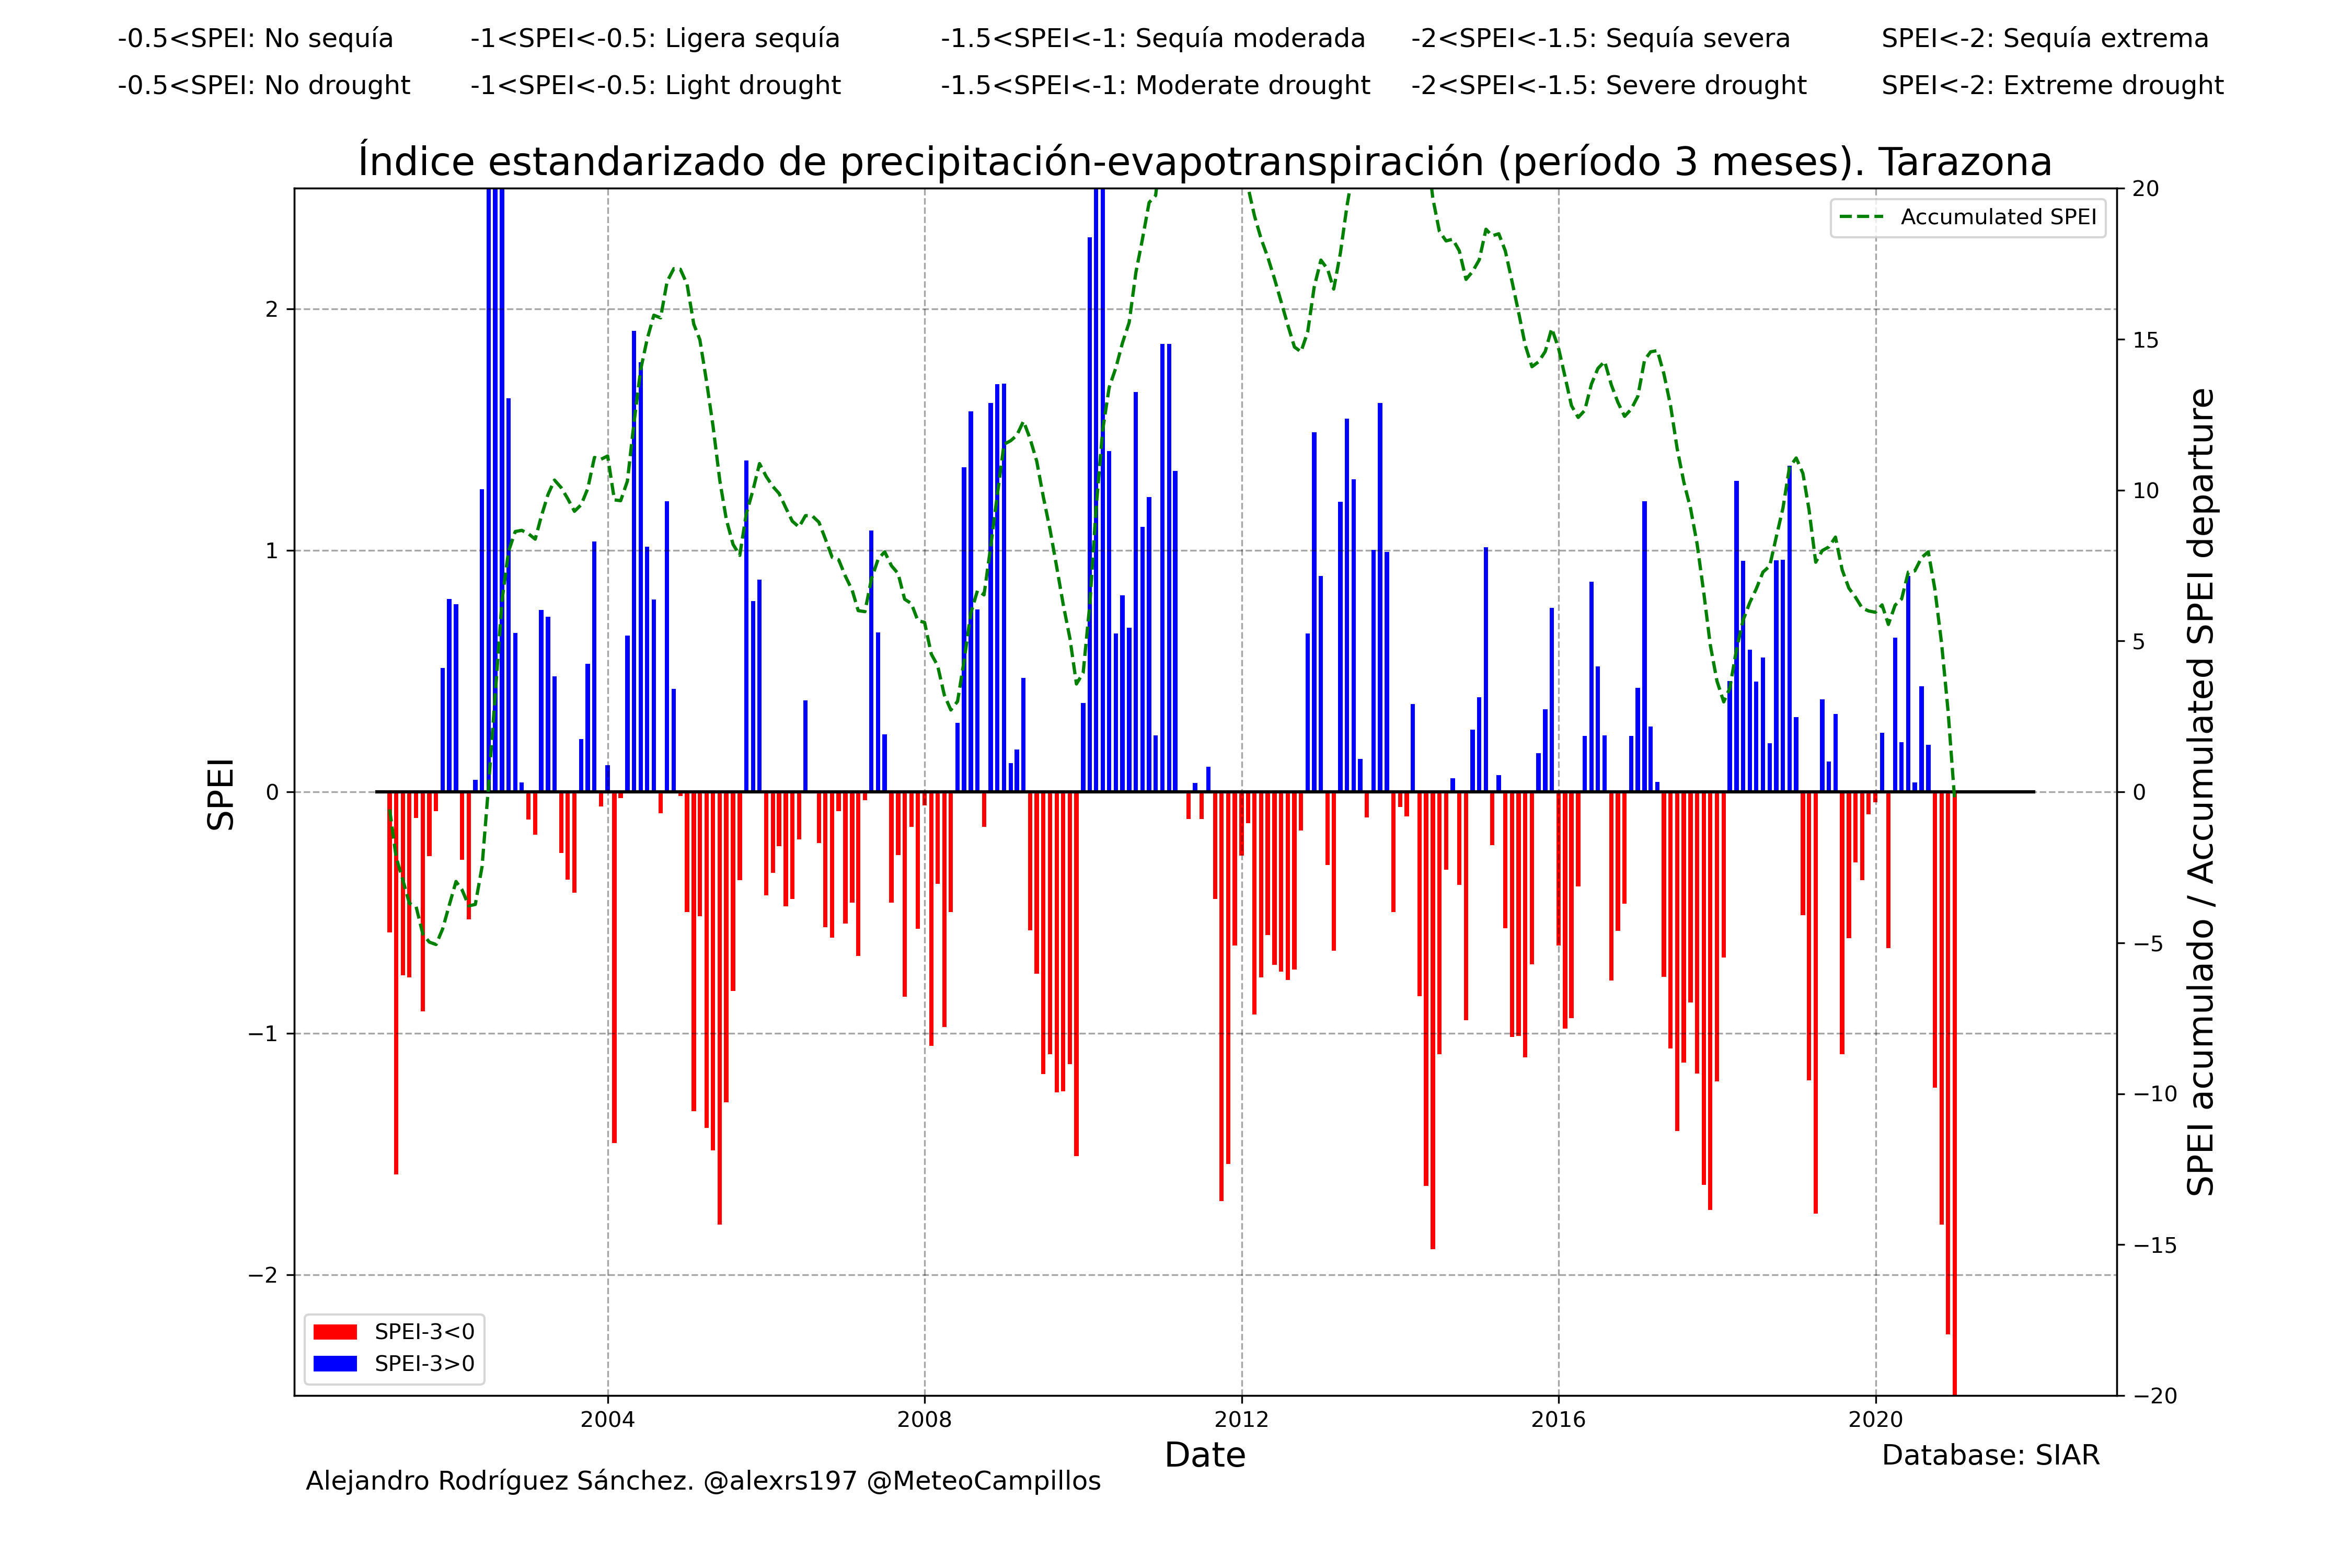 -0.5<SPEI: No sequía -1<SPEI<-0.5: Ligera sequía -1.5<SPEI<-1: Sequía moderada -2<SPEI<-1.5: Sequía severa SPEI<-2: Sequía extrema
-0.5<SPEI: No drought -1<SPEI<-0.5: Light drought -1.5<SPEI<-1: Moderate drought -2<SPEI<-1.5: Severe drought SPEI<-2: Extreme drought
Índice estandarizado de precipitación-evapotranspiración (período 3 meses). Tarazona
Accumulated SPEI
SPEI
2
1
0
−1
−2
20
15
10
5
0
−5
−10
−15
−20
SPEI acumulado / Accumulated SPEI departure
SPEI-3<0
SPEI-3>0
2004 2008 2012 2016 2020
Date
Database: SIAR
Alejandro Rodríguez Sánchez. @alexrs197 @MeteoCampillos